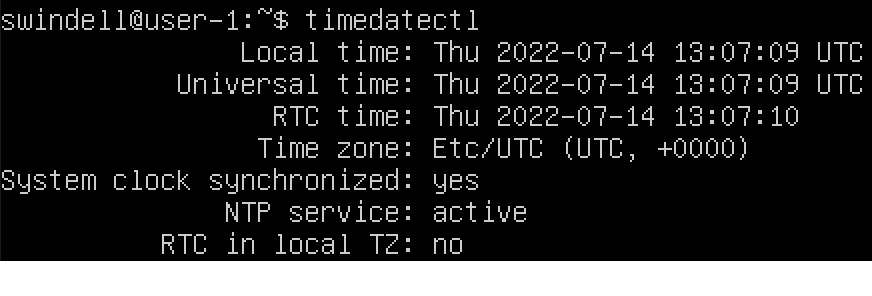 swindell@user-1:~$ timedatectl
Local time: Thu 2022-07-14 13:07:09 UTC
Universal time: Thu 2022-07-14 13:07:09 UTC
RTC time: Thu 2022-07-14 13:07:10
Time zone: Etc/UTC (UTC, +0000)
System clock synchronized: yes
NTP service: active
RTC in local TZ: no